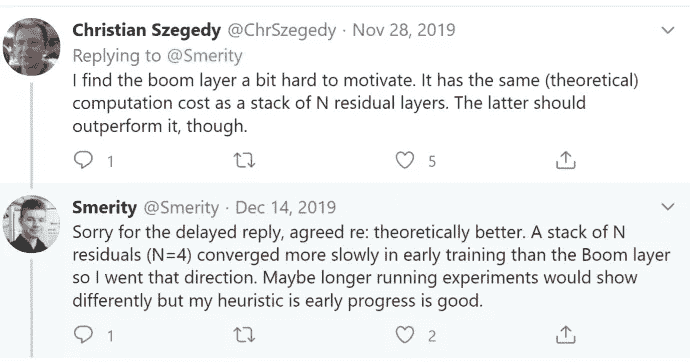 Christian Szegedy @ChrSzegedy · Nov 28, 2019
Replying to @Smerity
I find the boom layer a bit hard to motivate. It has the same (theoretical)
computation cost as a stack of N residual layers. The latter should
outperform it, though.
1 5
Smerity @Smerity · Dec 14, 2019
Sorry for the delayed reply, agreed re: theoretically better. A stack of N
residuals (N=4) converged more slowly in early training than the Boom layer
so I went that direction. Maybe longer running experiments would show
differently but my heuristic is early progress is good.
1 2